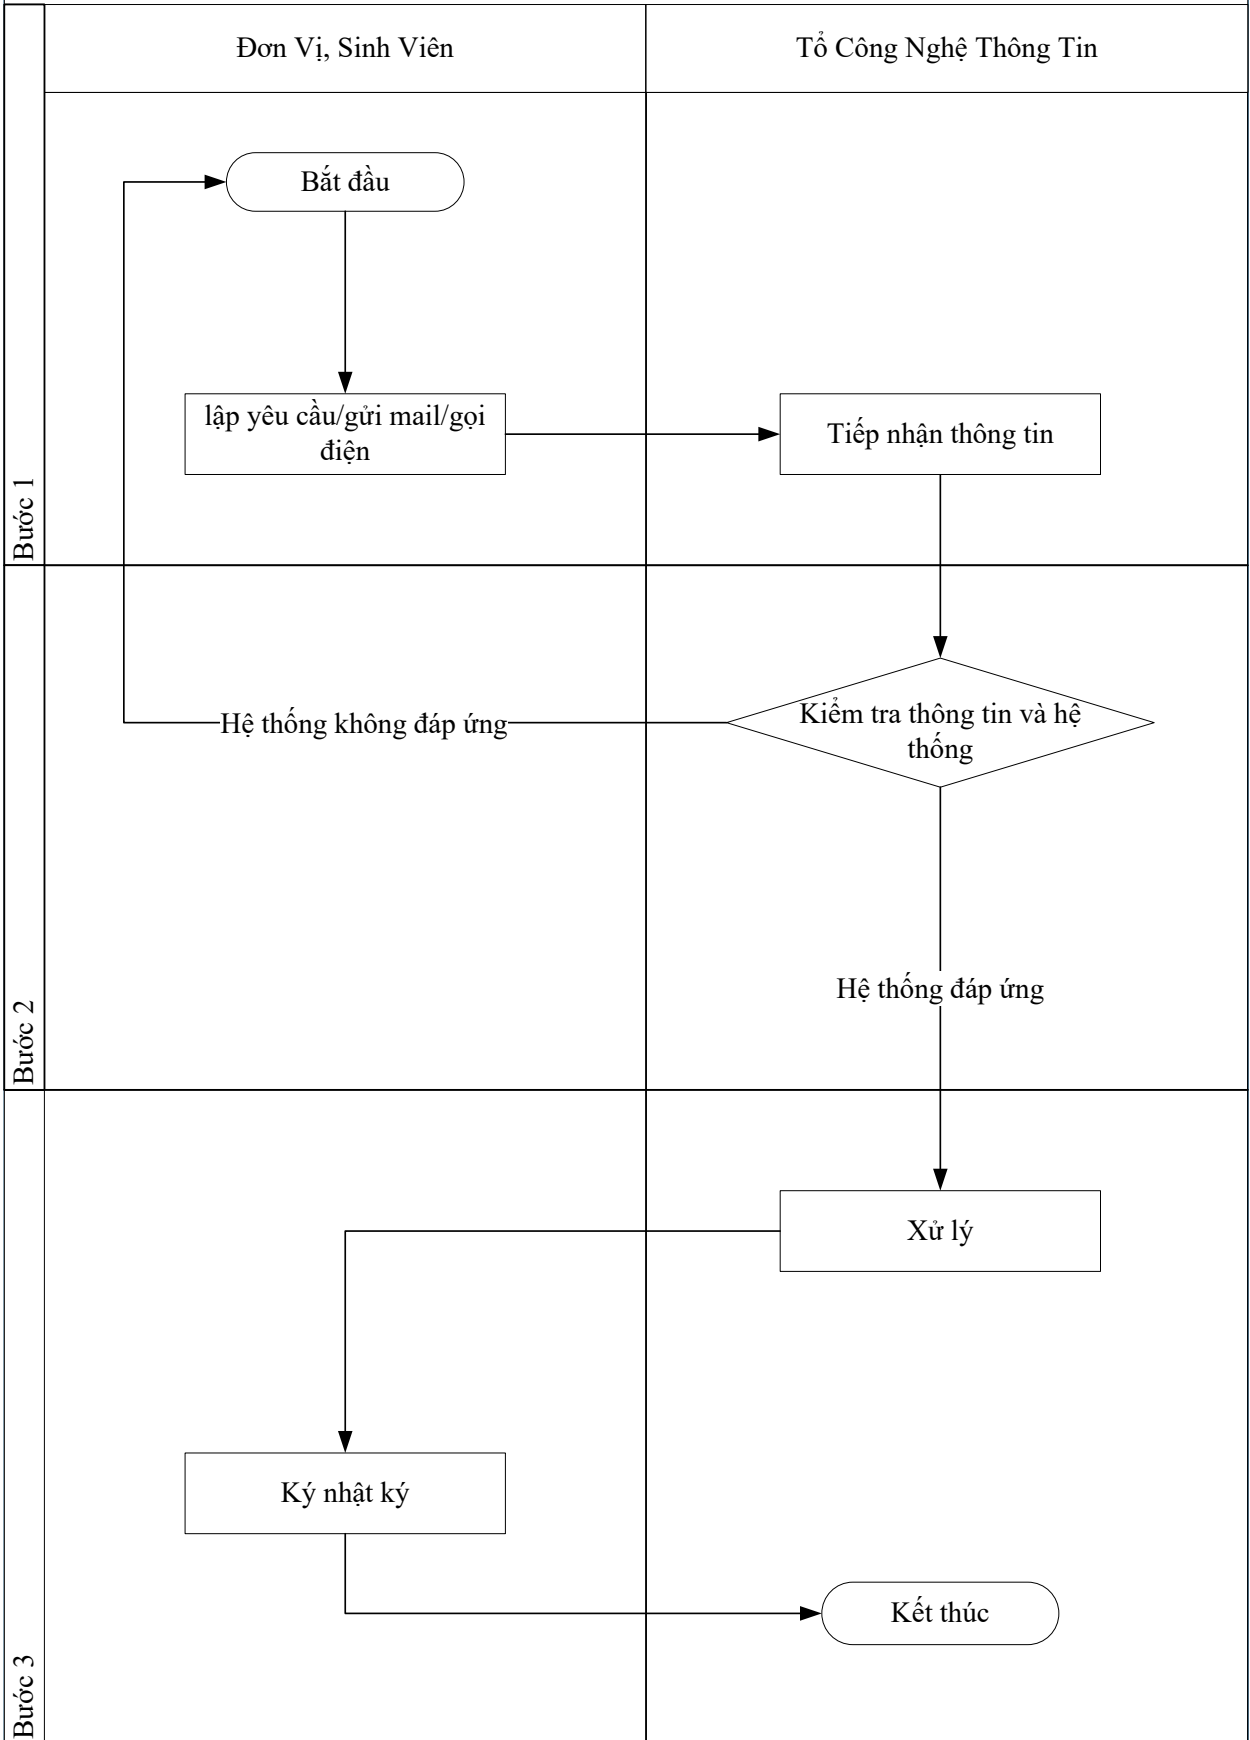 Đơn Vị, Sinh Viên
Tổ Công Nghệ Thông Tin
Bước 1
Bắt đầu
lập yêu cầu/gửi mail/gọi
điện
Tiếp nhận thông tin
Bước 2
Kiểm tra thông tin và hệ
thống
Hệ thống không đáp ứng
Hệ thống đáp ứng
Bước 3
Xử lý
Ký nhật ký
Kết thúc